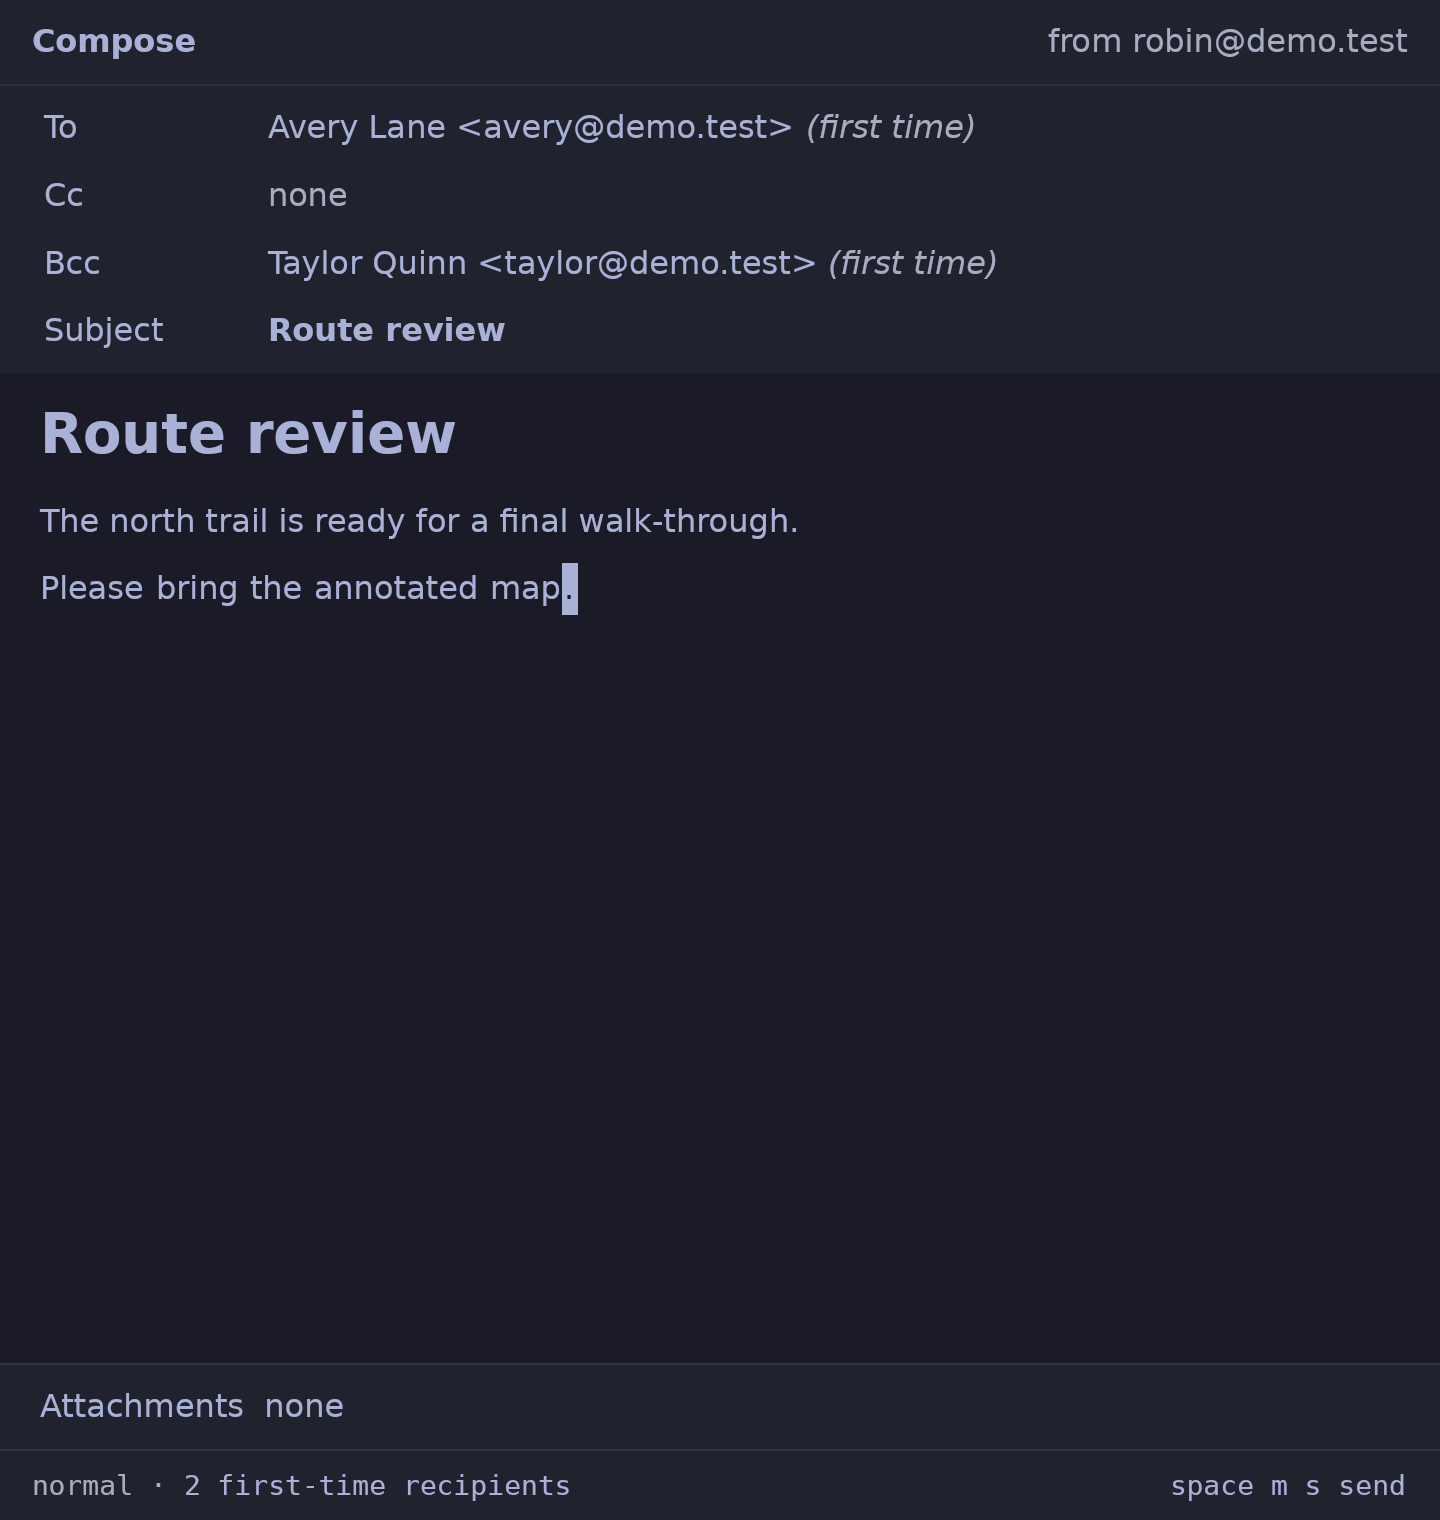 Compose from robin@demo.test
To Avery Lane <avery@demo.test> (first time)
Cc none
Bcc Taylor Quinn <taylor@demo.test> (first time)
Subject Route review
Route review
The north trail is ready for a final walk-through.
Please bring the annotated map.
Attachments none
normal · 2 first-time recipients space m s send